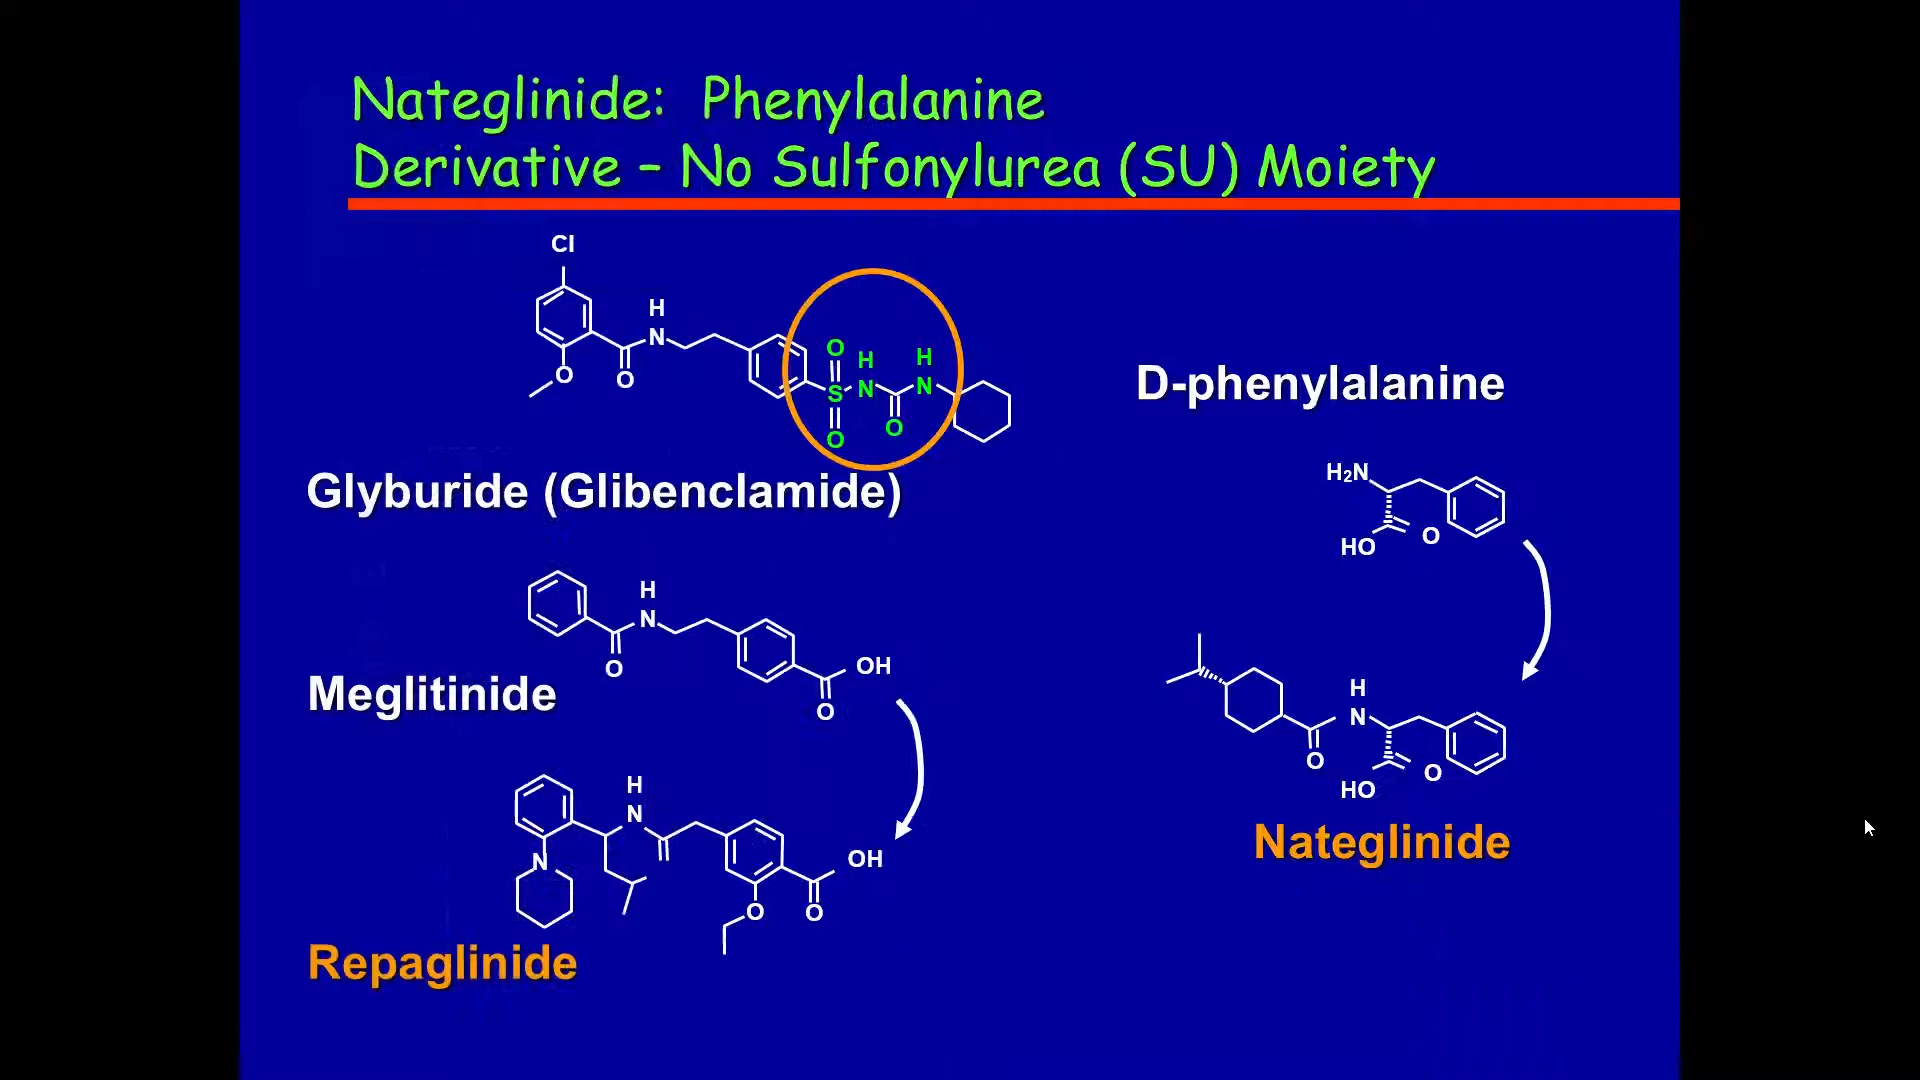 Nateglinide: Phenylalanine
Derivative – No Sulfonylurea (SU) Moiety
Cl
H
N
O
O
O
S
O
H
N
O
H
N
Glyburide (Glibenclamide)
D-phenylalanine
H₂N
HO
O
H
N
O
OH
O
Meglitinide
H
N
O
HO
O
Nateglinide
H
N
N
OH
O
O
Repaglinide